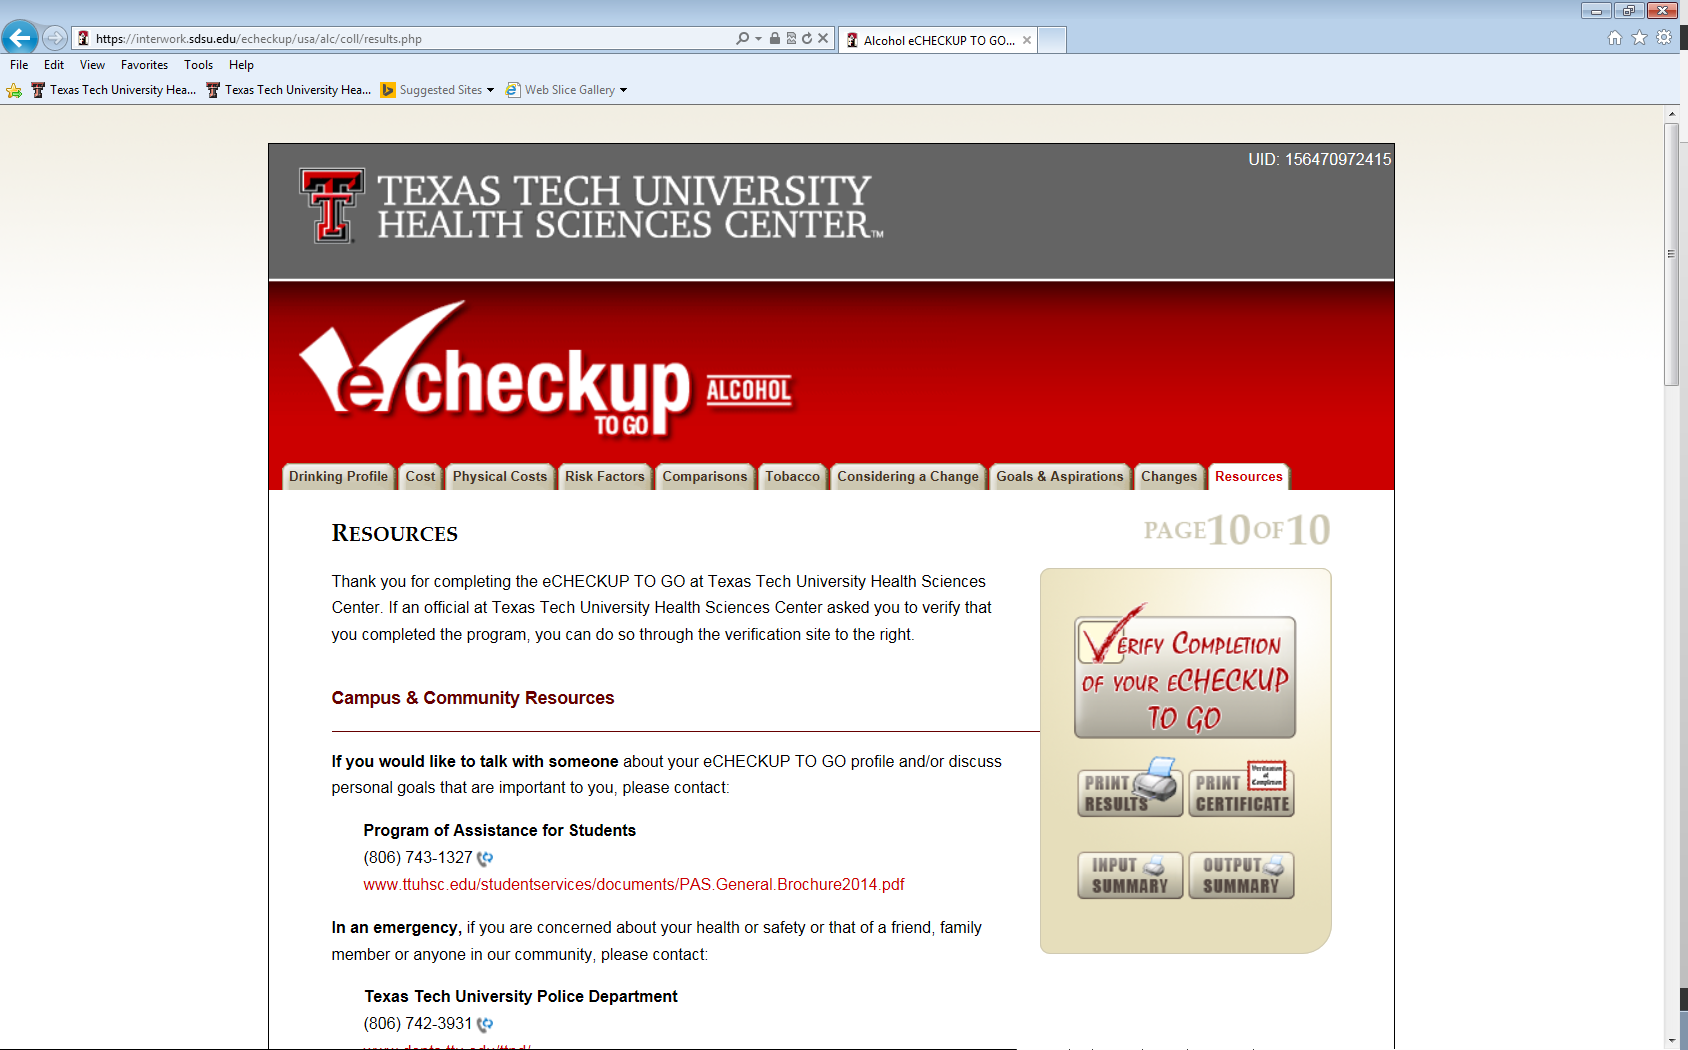 https://interwork.sdsu.edu/echeckup/usa/alc/coll/results.php
Alcohol eCHECKUP TO GO...
File Edit View Favorites Tools Help
Texas Tech University Hea... Texas Tech University Hea... Suggested Sites Web Slice Gallery
UID: 156470972415
TEXAS TECH UNIVERSITY
HEALTH SCIENCES CENTER™
echeckup ALCOHOL
TO GO
Drinking Profile Cost Physical Costs Risk Factors Comparisons Tobacco Considering a Change Goals & Aspirations Changes Resources
RESOURCES
PAGE 10 OF 10
Thank you for completing the eCHECKUP TO GO at Texas Tech University Health Sciences
Center. If an official at Texas Tech University Health Sciences Center asked you to verify that
you completed the program, you can do so through the verification site to the right.
Campus & Community Resources
If you would like to talk with someone about your eCHECKUP TO GO profile and/or discuss
personal goals that are important to you, please contact:
Program of Assistance for Students
(806) 743-1327
www.ttuhsc.edu/studentservices/documents/PAS.General.Brochure2014.pdf
In an emergency, if you are concerned about your health or safety or that of a friend, family
member or anyone in our community, please contact:
Texas Tech University Police Department
(806) 742-3931
VERIFY COMPLETION
OF YOUR eCHECKUP
TO GO
PRINT
RESULTS
PRINT
CERTIFICATE
Verification
of
Completion
INPUT
SUMMARY
OUTPUT
SUMMARY